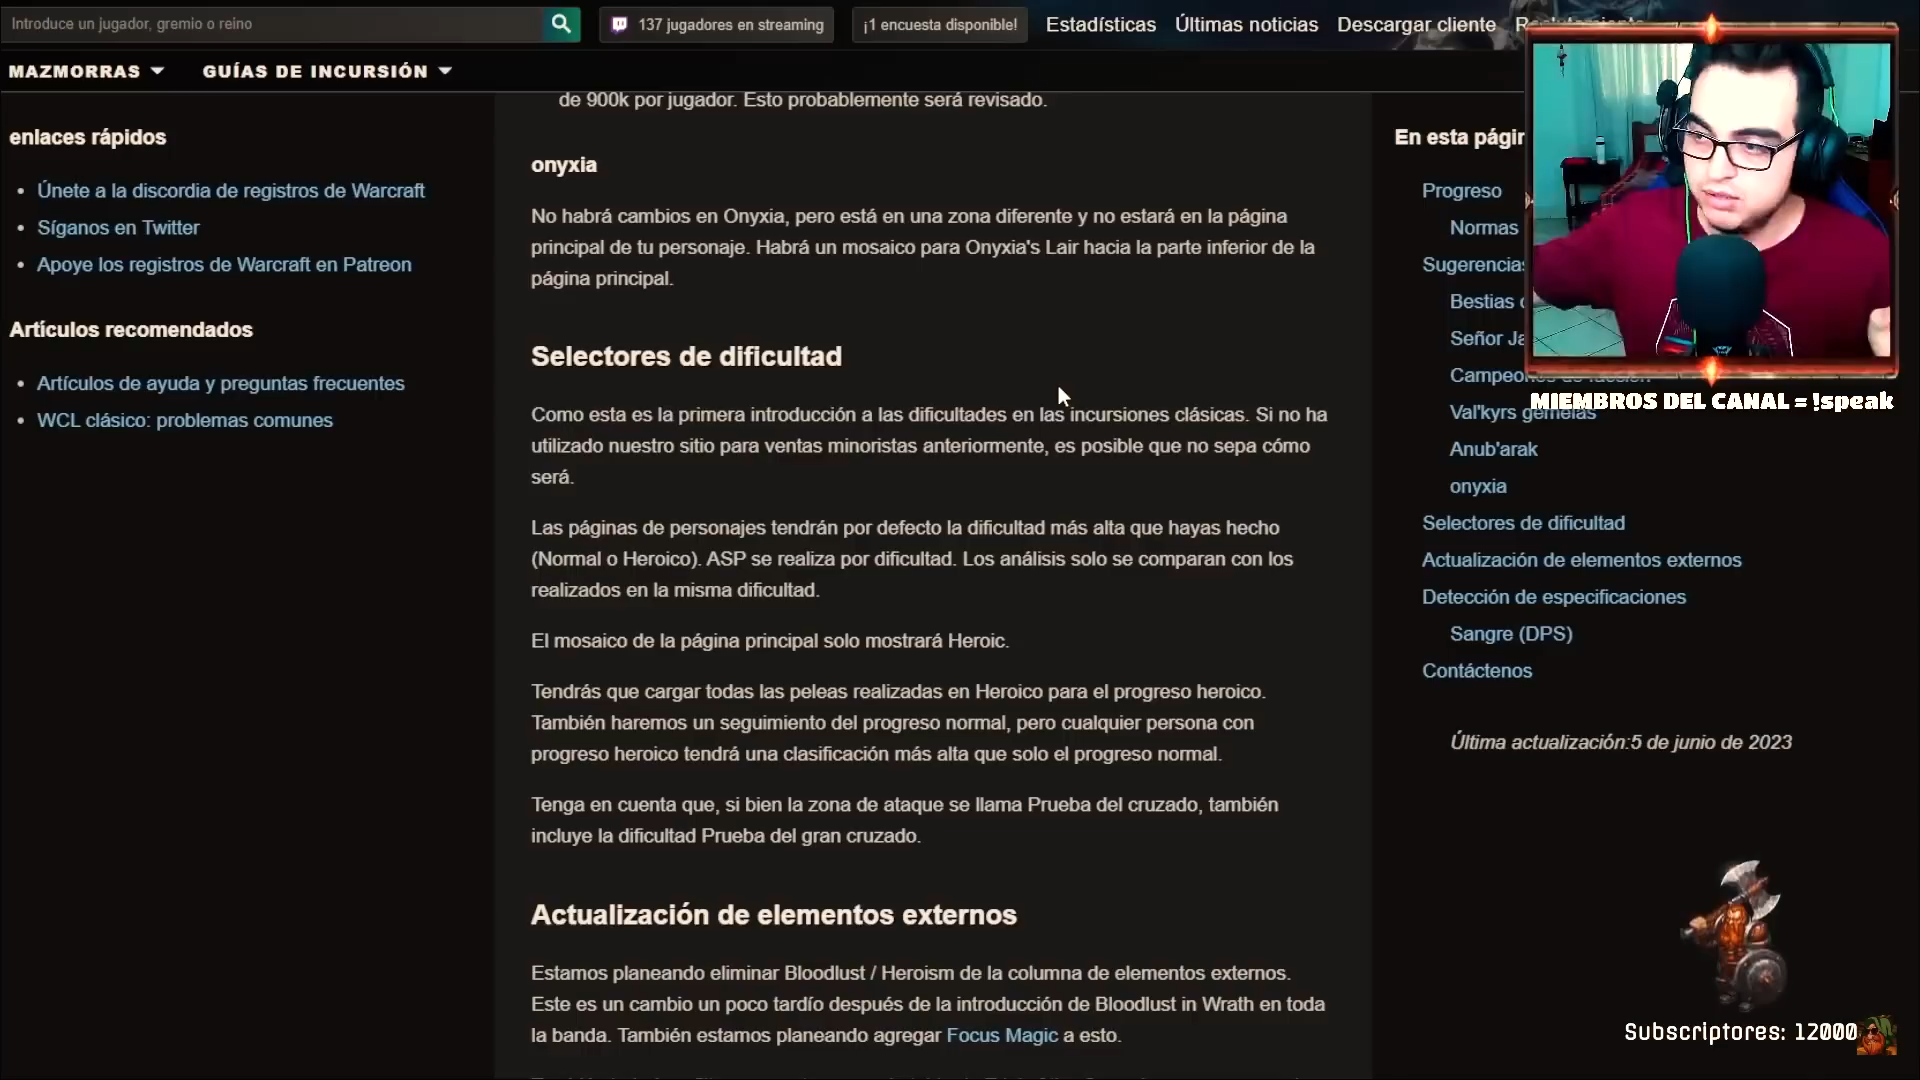 Introduce un jugador, gremio o reino
137 jugadores en streaming
¡1 encuesta disponible!
Estadísticas
Últimas noticias
Descargar cliente
MAZMORRAS
GUÍAS DE INCURSIÓN
enlaces rápidos
Únete a la discordia de registros de Warcraft
Síganos en Twitter
Apoye los registros de Warcraft en Patreon
Artículos recomendados
Artículos de ayuda y preguntas frecuentes
WCL clásico: problemas comunes
de 900k por jugador. Esto probablemente será revisado.
onyxia
No habrá cambios en Onyxia, pero está en una zona diferente y no estará en la página
principal de tu personaje. Habrá un mosaico para Onyxia's Lair hacia la parte inferior de la
página principal.
Selectores de dificultad
Como esta es la primera introducción a las dificultades en las incursiones clásicas. Si no ha
utilizado nuestro sitio para ventas minoristas anteriormente, es posible que no sepa cómo
será.
Las páginas de personajes tendrán por defecto la dificultad más alta que hayas hecho
(Normal o Heroico). ASP se realiza por dificultad. Los análisis solo se comparan con los
realizados en la misma dificultad.
El mosaico de la página principal solo mostrará Heroic.
Tendrás que cargar todas las peleas realizadas en Heroico para el progreso heroico.
También haremos un seguimiento del progreso normal, pero cualquier persona con
progreso heroico tendrá una clasificación más alta que solo el progreso normal.
Tenga en cuenta que, si bien la zona de ataque se llama Prueba del cruzado, también
incluye la dificultad Prueba del gran cruzado.
Actualización de elementos externos
Estamos planeando eliminar Bloodlust / Heroism de la columna de elementos externos.
Este es un cambio un poco tardío después de la introducción de Bloodlust in Wrath en toda
la banda. También estamos planeando agregar Focus Magic a esto.
En esta págin
Progreso
Normas
Sugerencias
Bestias
Señor Ja
Campeones de facción
MIEMBROS DEL CANAL = !speak
Val'kyrs gemelas
Anub'arak
onyxia
Selectores de dificultad
Actualización de elementos externos
Detección de especificaciones
Sangre (DPS)
Contáctenos
Última actualización:5 de junio de 2023
Subscriptores: 12000